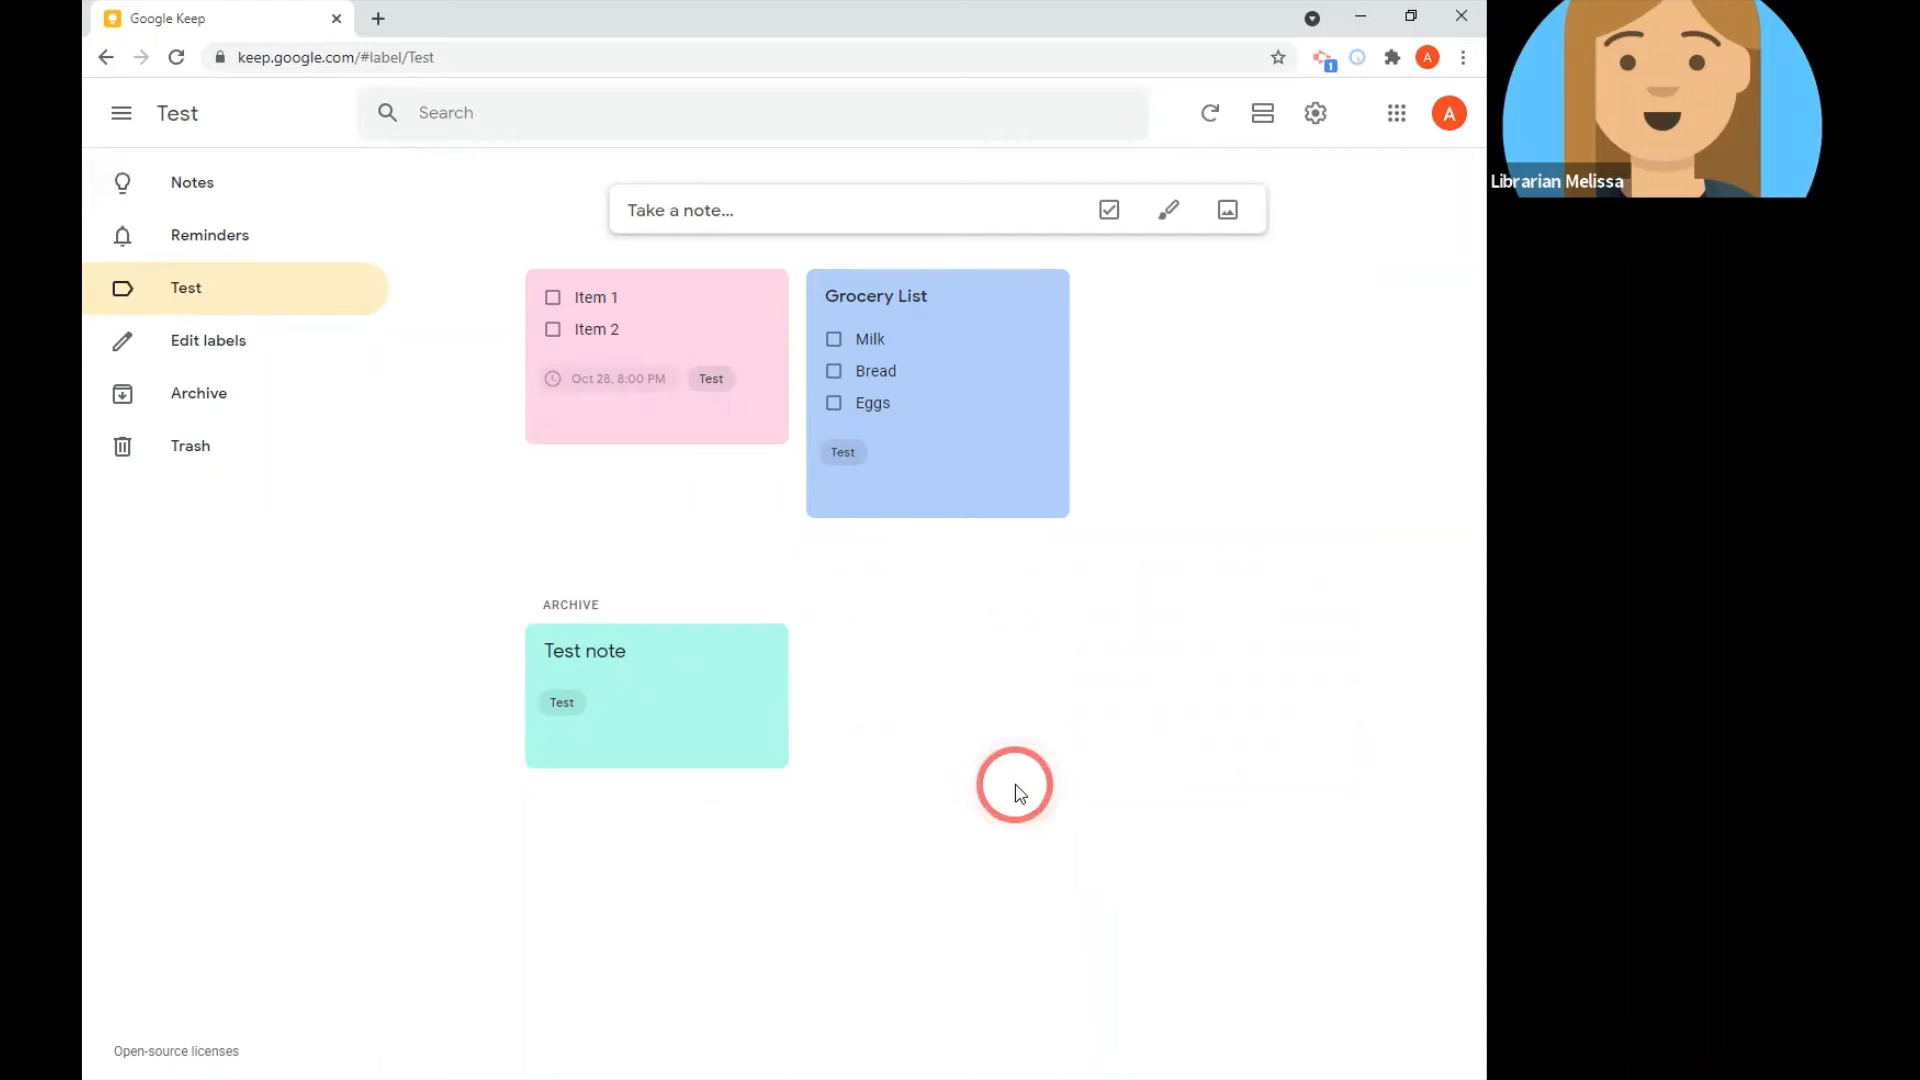 Google Keep
keep.google.com/#label/Test
1
A
Test
Search
A
Librarian Melissa
Notes
Reminders
Test
Edit labels
Archive
Trash
Take a note...
Item 1
Item 2
Oct 28, 8:00 PM
Test
Grocery List
Milk
Bread
Eggs
Test
ARCHIVE
Test note
Test
Open-source licenses